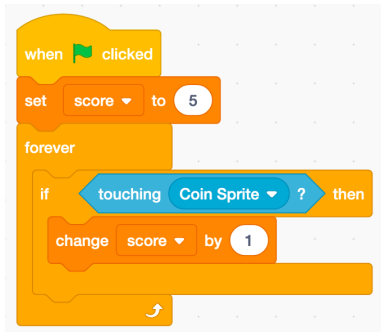 when clicked
set score to 5
forever
if touching Coin Sprite ? then
change score by 1